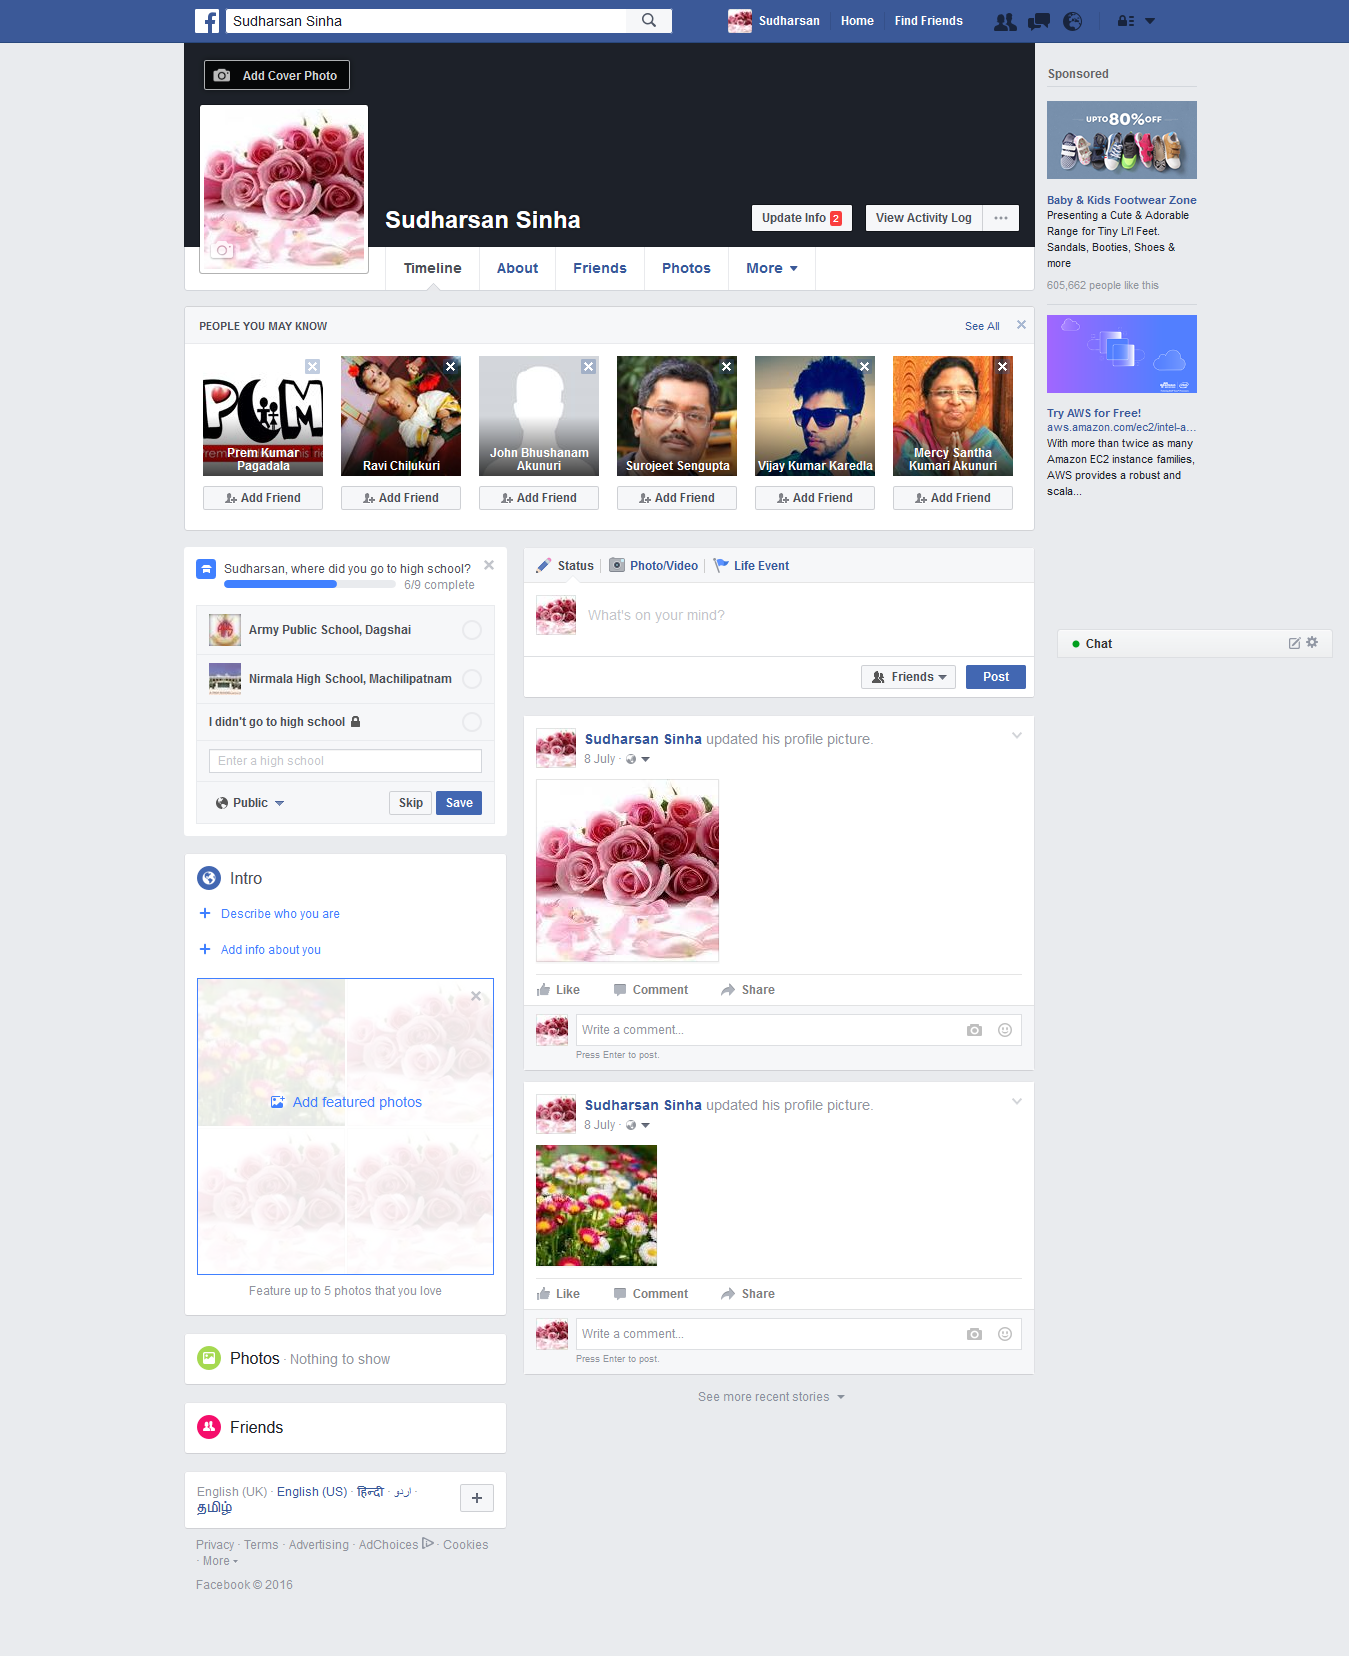 Sudharsan Sinha
Sudharsan
Home
Find Friends
Add Cover Photo
Sudharsan Sinha
Update Info 2
View Activity Log
Timeline
About
Friends
Photos
More
Sponsored
UPTO 80% OFF
Baby & Kids Footwear Zone
Presenting a Cute & Adorable
Range for Tiny Li'l Feet.
Sandals, Booties, Shoes &
more
605,662 people like this
Try AWS for Free!
aws.amazon.com/ec2/intel-a...
With more than twice as many
Amazon EC2 instance families,
AWS provides a robust and
scala...
PEOPLE YOU MAY KNOW
See All
Prem Kumar
Pagadala
Ravi Chilukuri
John Bhushanam
Akunuri
Surojeet Sengupta
Vijay Kumar Karedla
Mercy Santha
Kumari Akunuri
Add Friend
Add Friend
Add Friend
Add Friend
Add Friend
Add Friend
Sudharsan, where did you go to high school?
6/9 complete
Army Public School, Dagshai
Nirmala High School, Machilipatnam
I didn't go to high school
Enter a high school
Public
Skip
Save
Intro
Describe who you are
Add info about you
Add featured photos
Feature up to 5 photos that you love
Photos · Nothing to show
Friends
English (UK) · English (US) · हिन्दी · اردو ·
தமிழ்
Privacy · Terms · Advertising · AdChoices · Cookies
· More
Facebook © 2016
Status
Photo/Video
Life Event
What's on your mind?
Friends
Post
Sudharsan Sinha updated his profile picture.
8 July ·
Like
Comment
Share
Write a comment...
Press Enter to post.
Sudharsan Sinha updated his profile picture.
8 July ·
Like
Comment
Share
Write a comment...
Press Enter to post.
See more recent stories
Chat